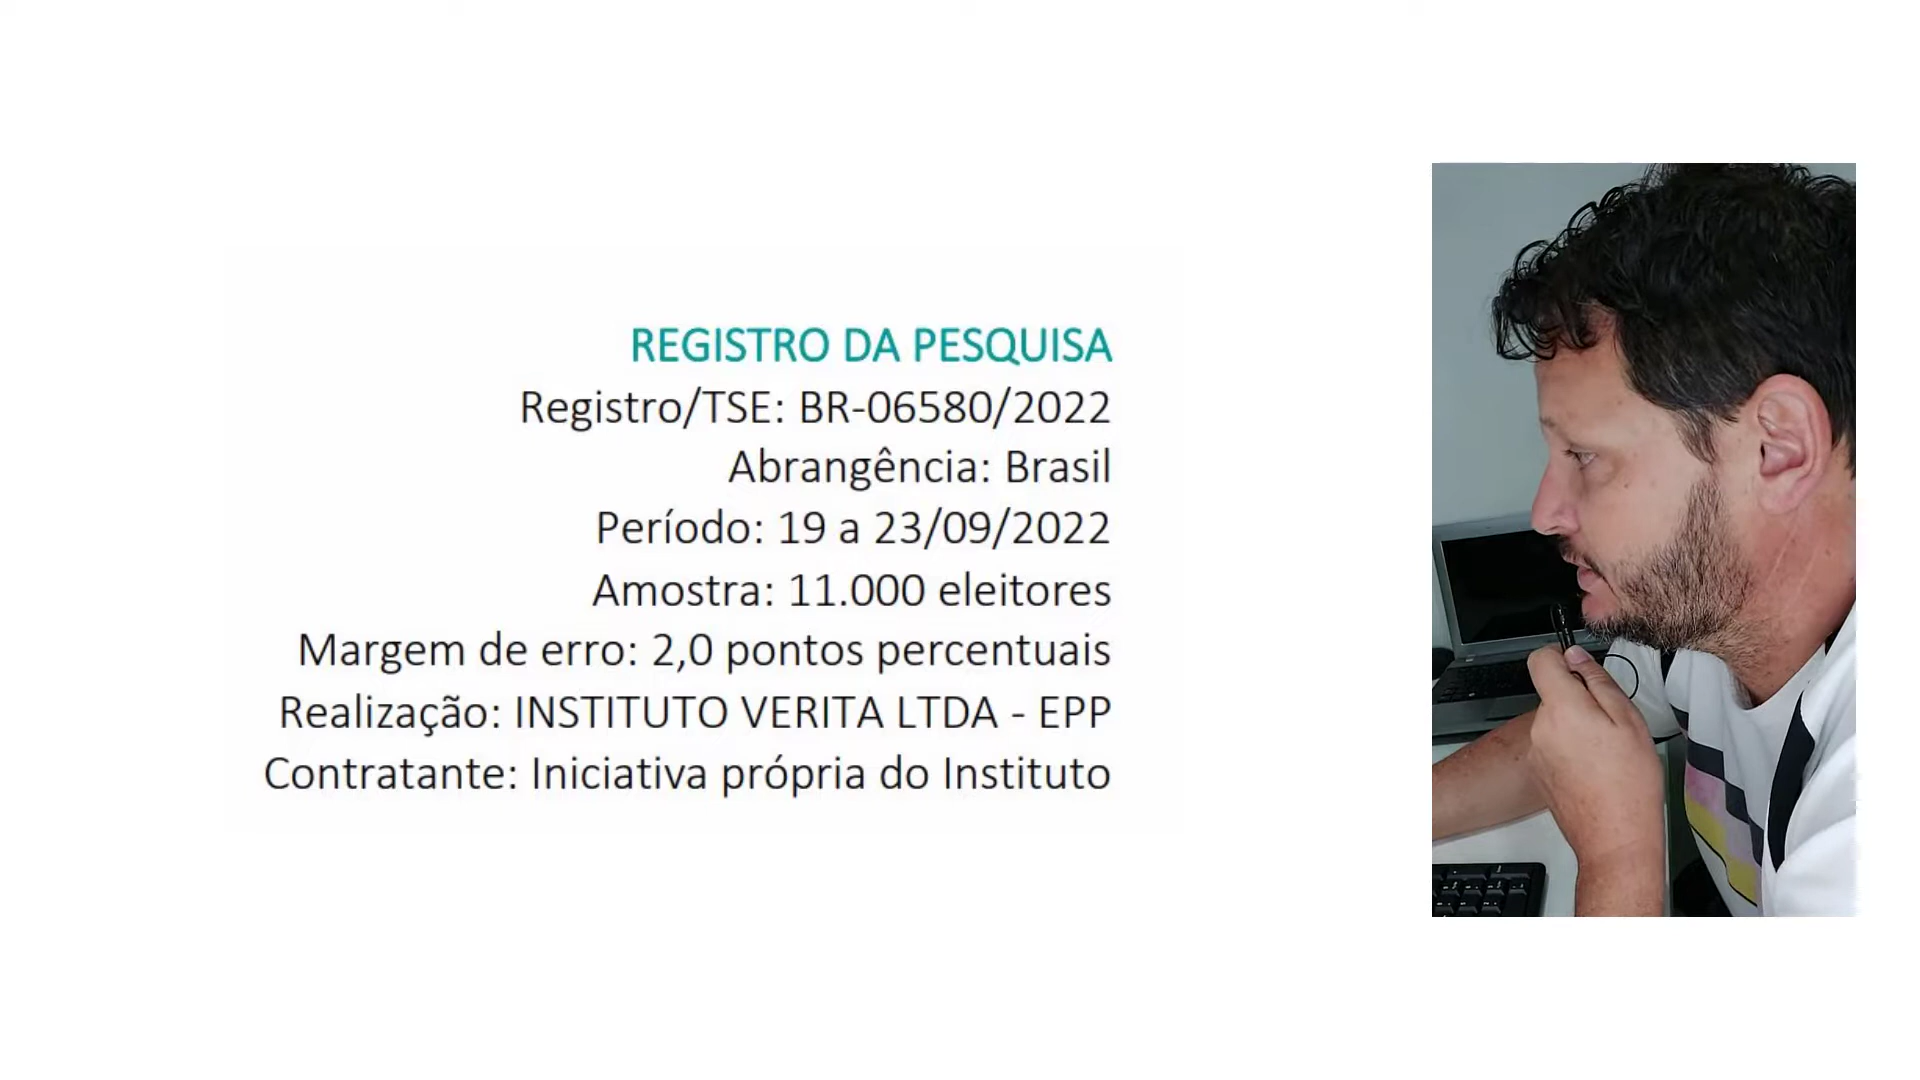 REGISTRO DA PESQUISA
Registro/TSE: BR-06580/2022
Abrangência: Brasil
Período: 19 a 23/09/2022
Amostra: 11.000 eleitores
Margem de erro: 2,0 pontos percentuais
Realização: INSTITUTO VERITA LTDA - EPP
Contratante: Iniciativa própria do Instituto